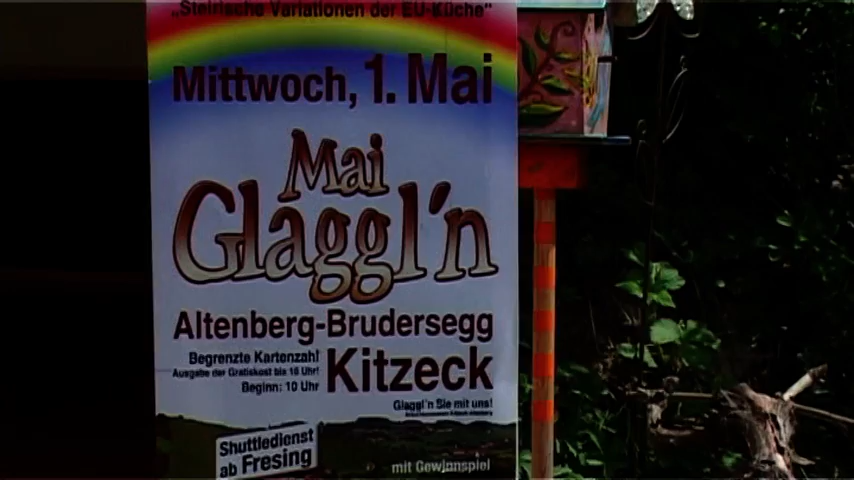 „Steirische Variationen der EU-Küche"
Mittwoch, 1. Mai
Mai
Glaggl'n
Altenberg-Brudersegg
Begrenzte Kartenzahl
Ausgabe der Gratiskost bis 16 Uhr!
Beginn: 10 Uhr
Kitzeck
Glaggl'n Sie mit uns!
Shuttledienst
ab Fresing
mit Gewinnspiel